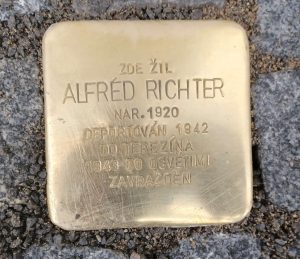 ZDE ŽIL
ALFRÉD RICHTER
NAR. 1920
DEPORTOVÁN 1942
DO TEREZÍNA
1943 DO OSVĚTIMI
ZAVRAŽDĚN